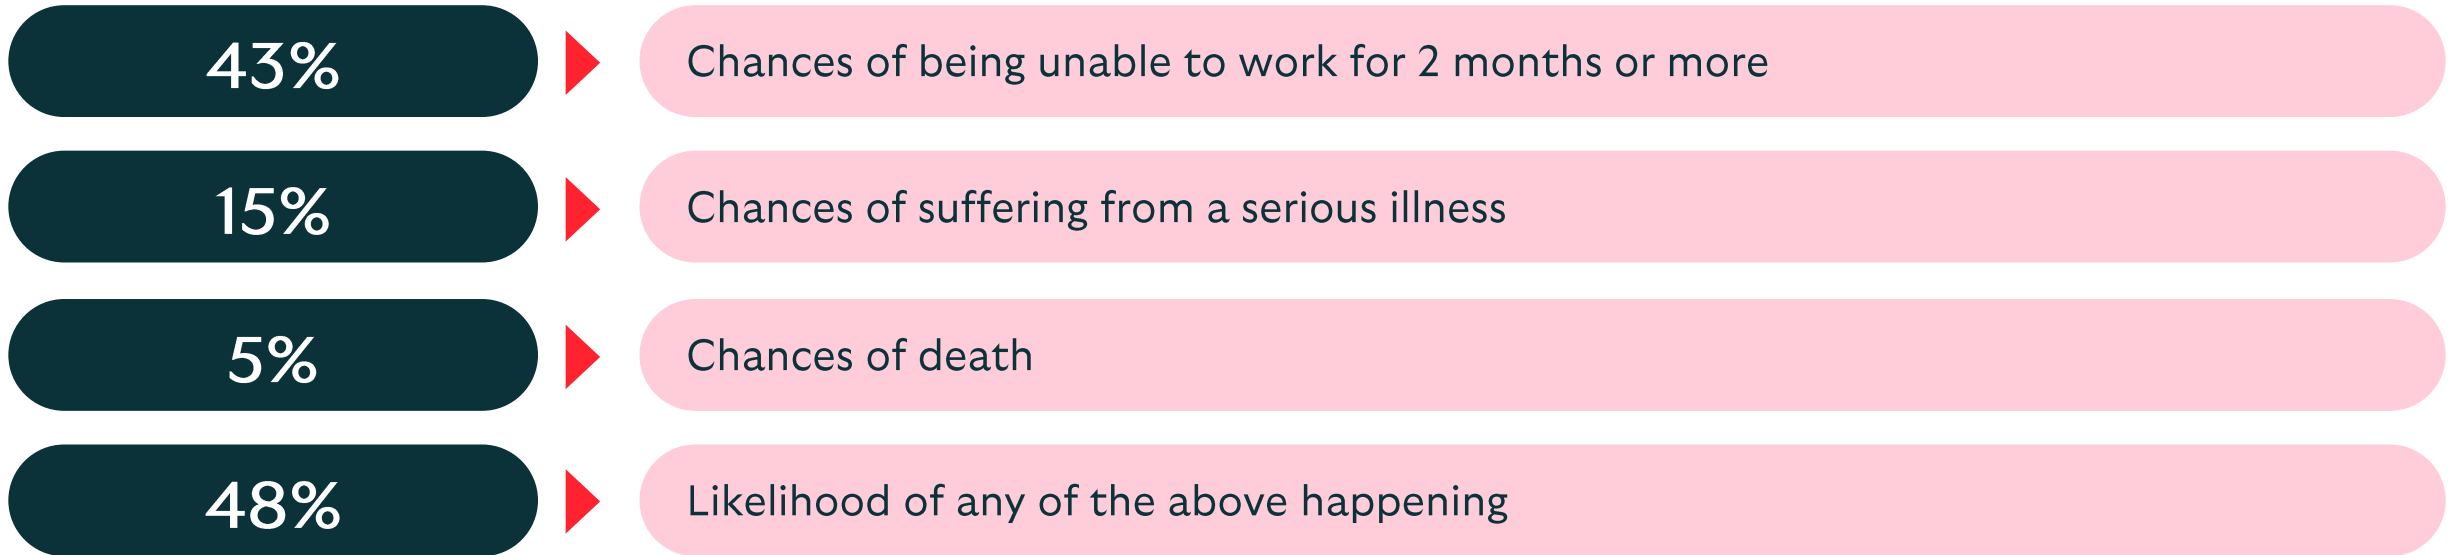 43%
Chances of being unable to work for 2 months or more
15%
Chances of suffering from a serious illness
5%
Chances of death
48%
Likelihood of any of the above happening